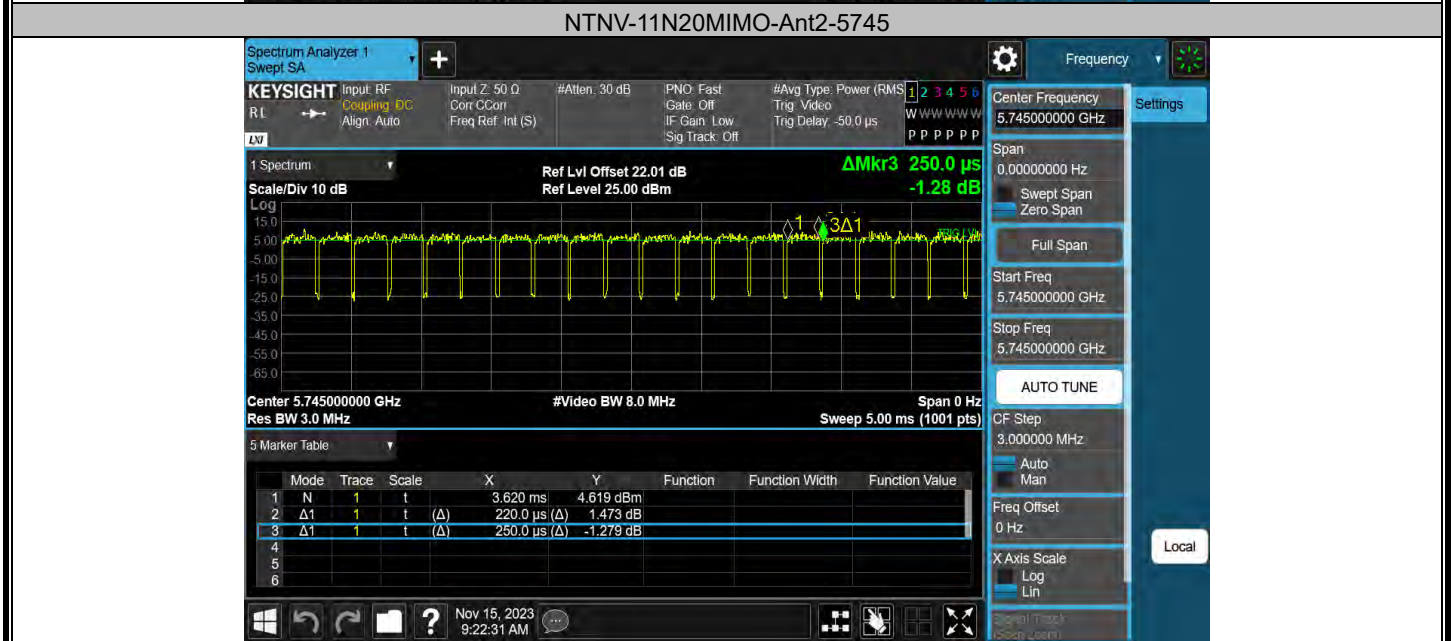 NTNV-11N20MIMO-Ant2-5745
Spectrum Analyzer 1
Swept SA
Frequency
KEYSIGHT
RL
LXI
Input: RF
Coupling: DC
Align: Auto
Input Z: 50 Ω
Corr CCorr
Freq Ref: Int (S)
#Atten: 30 dB
PNO: Fast
Gate: Off
IF Gain: Low
Sig Track: Off
#Avg Type: Power (RMS
Trig: Video
Trig Delay: -50.0 µs
1 2 3 4 5 6
W W W W W W
P P P P P P
1 Spectrum
Scale/Div 10 dB
Log
Ref Lvl Offset 22.01 dB
Ref Level 25.00 dBm
ΔMkr3 250.0 µs
-1.28 dB
15.0
5.00
-5.00
-15.0
-25.0
-35.0
-45.0
-55.0
-65.0
1
3Δ1
Center 5.745000000 GHz
Res BW 3.0 MHz
#Video BW 8.0 MHz
Span 0 Hz
Sweep 5.00 ms (1001 pts)
5 Marker Table
Mode Trace Scale X Y Function Function Width Function Value
1 N 1 t 3.620 ms 4.619 dBm
2 Δ1 1 t (Δ) 220.0 µs (Δ) 1.473 dB
3 Δ1 1 t (Δ) 250.0 µs (Δ) -1.279 dB
4
5
6
?
Nov 15, 2023
9:22:31 AM
Center Frequency
5.745000000 GHz
Settings
Span
0.00000000 Hz
Swept Span
Zero Span
Full Span
Start Freq
5.745000000 GHz
Stop Freq
5.745000000 GHz
AUTO TUNE
CF Step
3.000000 MHz
Auto
Man
Freq Offset
0 Hz
X Axis Scale
Log
Lin
Local